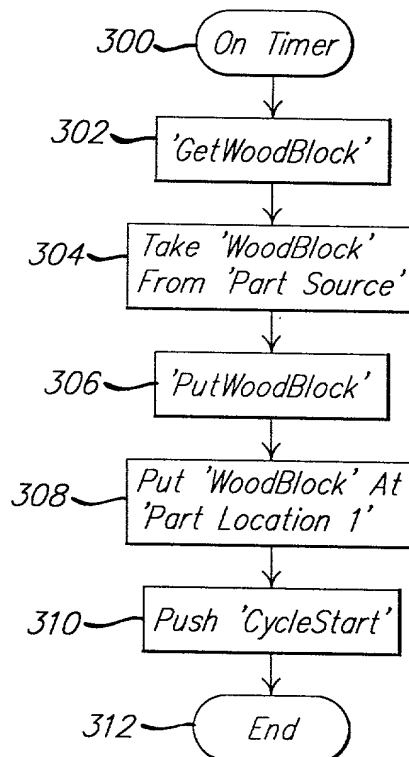 300 On Timer
302 'GetWoodBlock'
304 Take 'WoodBlock'
From 'Part Source'
306 'PutWoodBlock'
308 Put 'WoodBlock' At
'Part Location 1'
310 Push 'CycleStart'
312 End